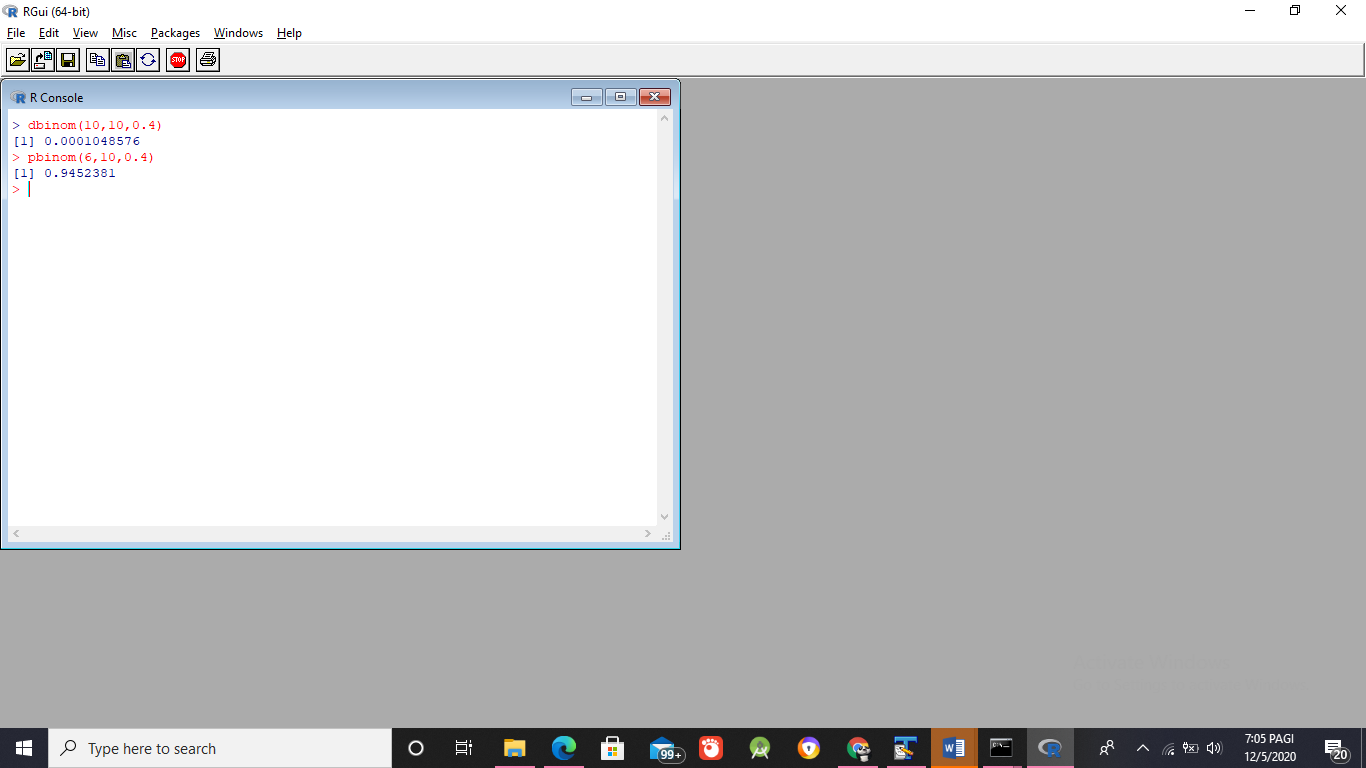 RGui (64-bit)
File Edit View Misc Packages Windows Help
STOP
R Console
> dbinom(10,10,0.4)
[1] 0.0001048576
> pbinom(6,10,0.4)
[1] 0.9452381
>
Type here to search
99+
7:05 PAGI
12/5/2020
20